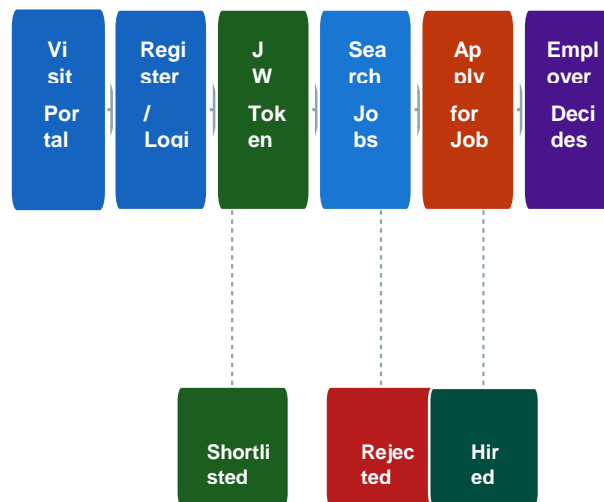 Vi
sit
Por
tal
Regi
ster
/
Logi
J
W
Tok
en
Sea
rch
Jo
bs
Ap
ply
for
Job
Empl
oyer
Deci
des
Shortli
sted
Rejec
ted
Hir
ed